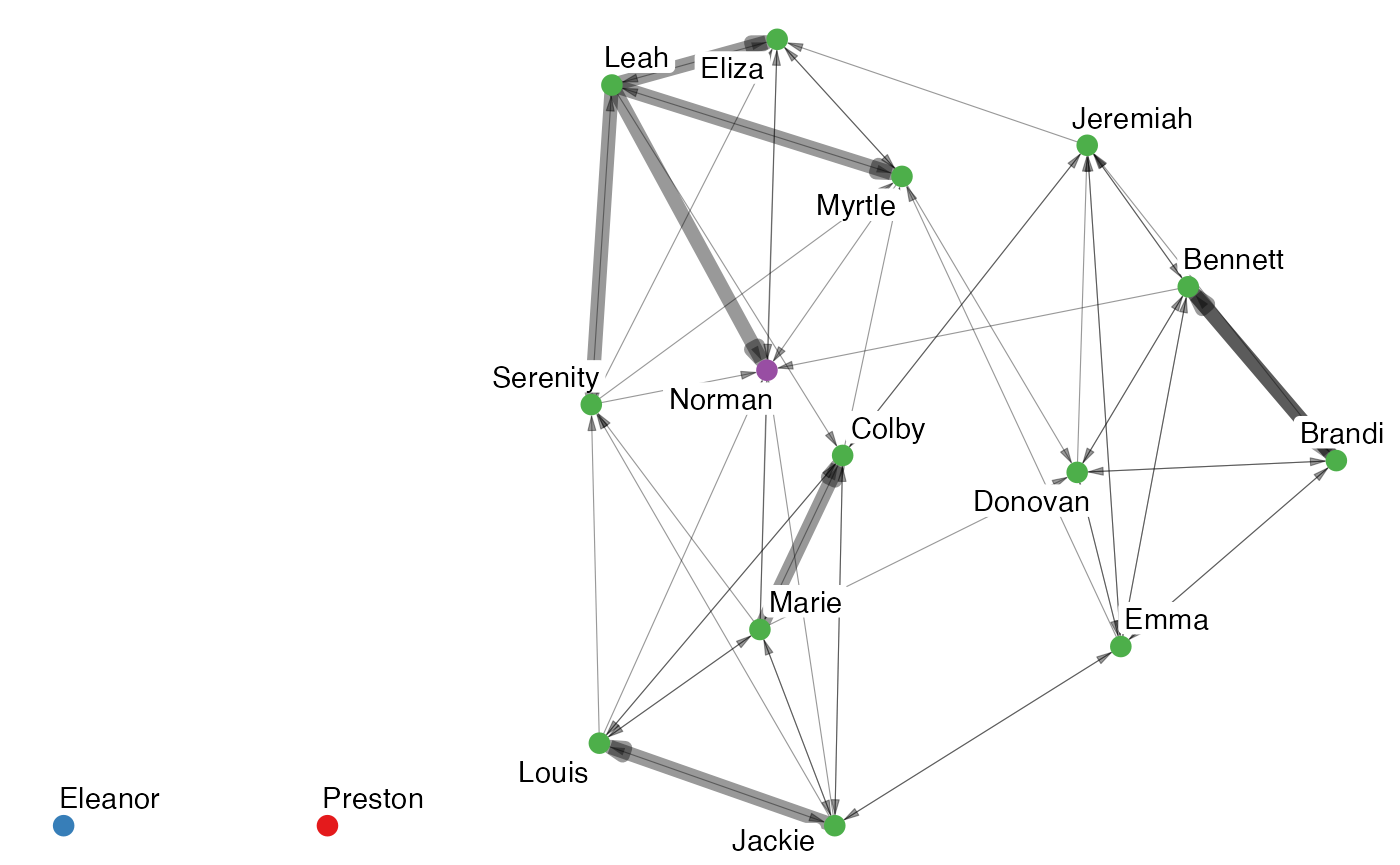 Leah
Eliza
Jeremiah
Myrtle
Bennett
Serenity
Norman
Colby
Brandi
Donovan
Marie
Emma
Louis
Eleanor
Preston
Jackie